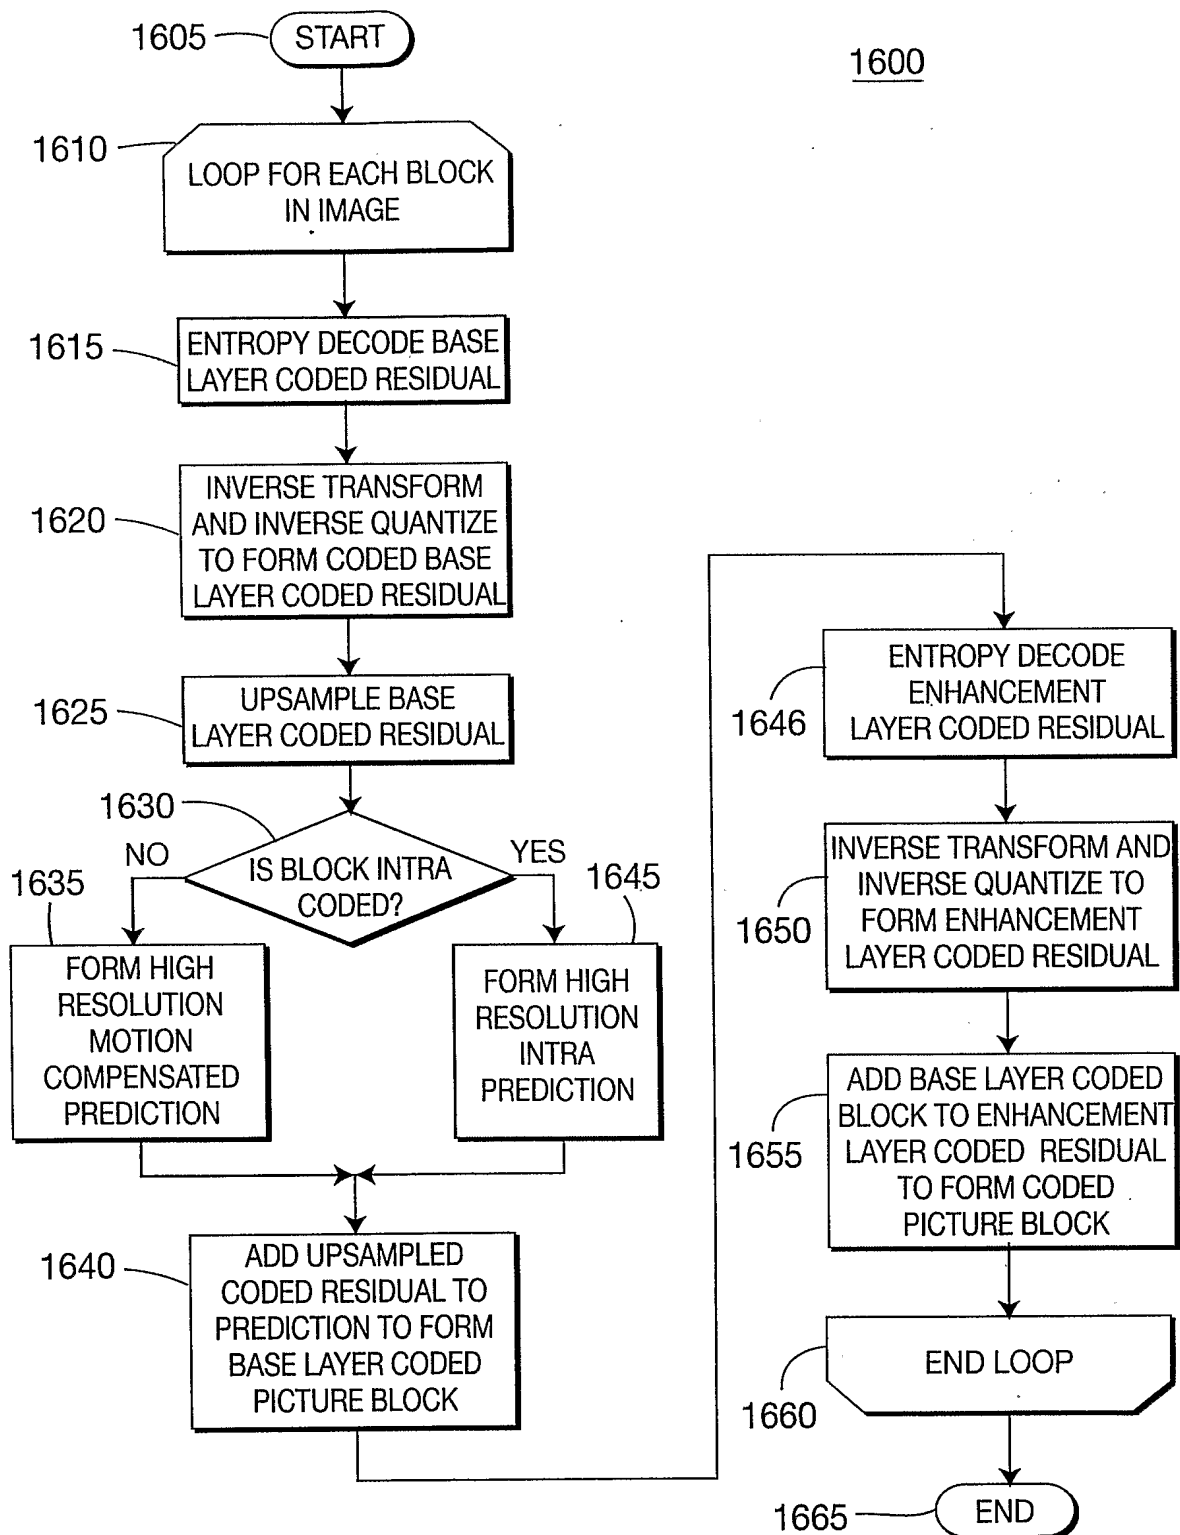 1605
START
1600
1610
LOOP FOR EACH BLOCK
IN IMAGE
1615
ENTROPY DECODE BASE
LAYER CODED RESIDUAL
1620
INVERSE TRANSFORM
AND INVERSE QUANTIZE
TO FORM CODED BASE
LAYER CODED RESIDUAL
1625
UPSAMPLE BASE
LAYER CODED RESIDUAL
1630
IS BLOCK INTRA
CODED?
NO
YES
1635
FORM HIGH
RESOLUTION
MOTION
COMPENSATED
PREDICTION
1645
FORM HIGH
RESOLUTION
INTRA
PREDICTION
1640
ADD UPSAMPLED
CODED RESIDUAL TO
PREDICTION TO FORM
BASE LAYER CODED
PICTURE BLOCK
1646
ENTROPY DECODE
ENHANCEMENT
LAYER CODED RESIDUAL
1650
INVERSE TRANSFORM AND
INVERSE QUANTIZE TO
FORM ENHANCEMENT
LAYER CODED RESIDUAL
1655
ADD BASE LAYER CODED
BLOCK TO ENHANCEMENT
LAYER CODED RESIDUAL
TO FORM CODED
PICTURE BLOCK
1660
END LOOP
1665
END